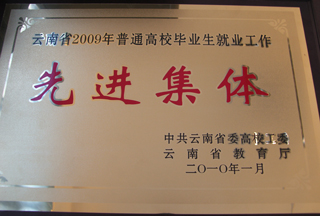 云南省2009年普通高校毕业生就业工作
先进集体
中共云南省委高校工委
云南省教育厅
二〇一〇年一月